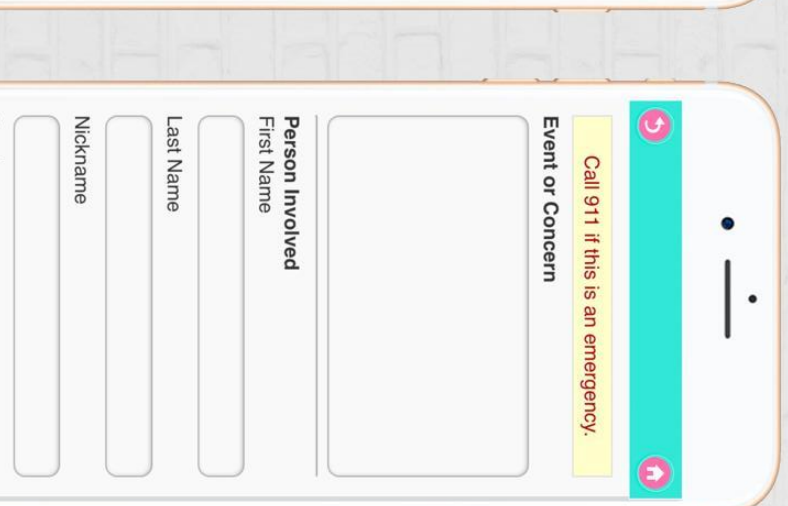 Call 911 if this is an emergency.
Event or Concern
Person Involved
First Name
Last Name
Nickname